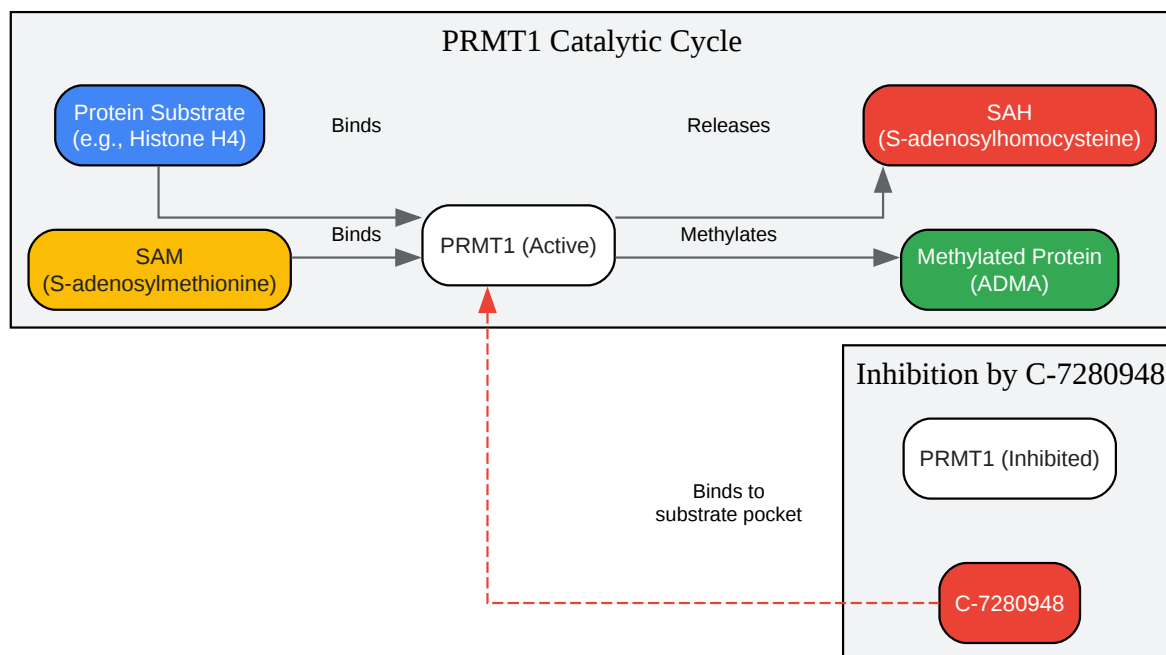 PRMT1 Catalytic Cycle
Protein Substrate
(e.g., Histone H4)
Binds
Releases
SAH
(S-adenosylhomocysteine)
SAM
(S-adenosylmethionine)
Binds
PRMT1 (Active)
Methylates
Methylated Protein
(ADMA)
Inhibition by C-7280948
PRMT1 (Inhibited)
Binds to
substrate pocket
C-7280948